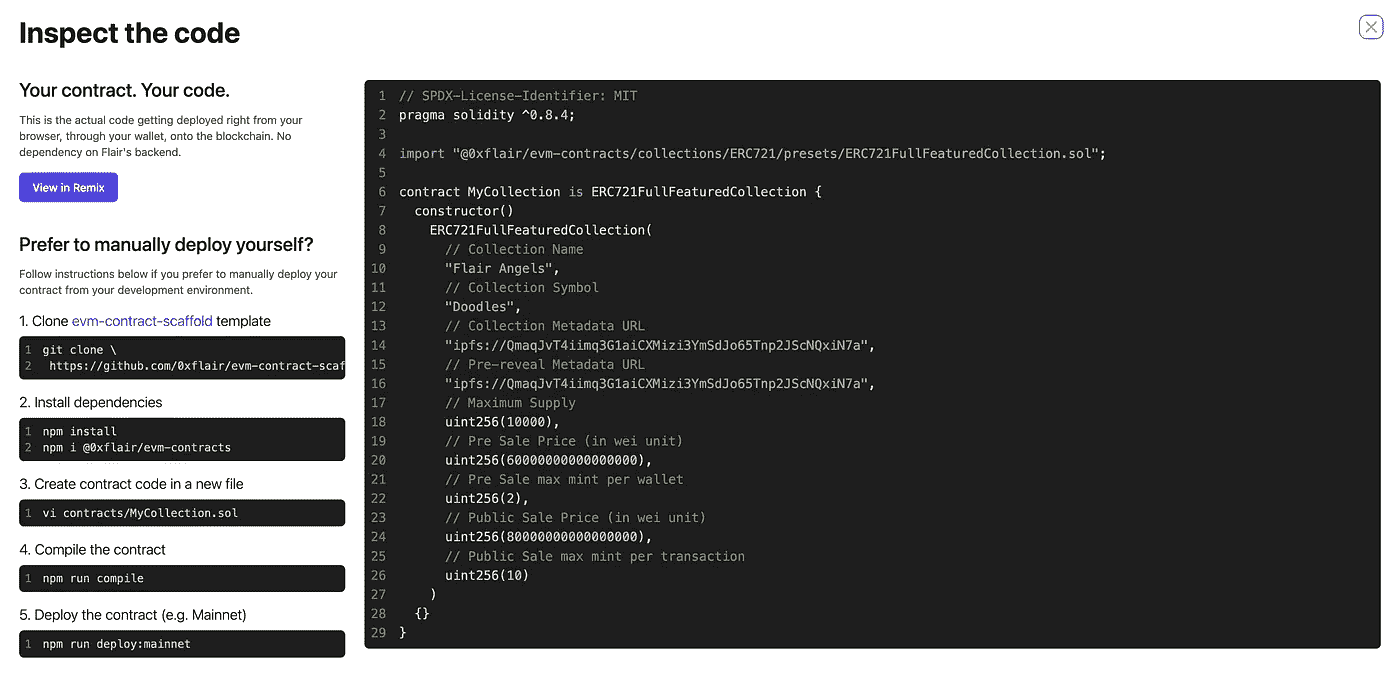 Inspect the code
Your contract. Your code.
This is the actual code getting deployed right from your
browser, through your wallet, onto the blockchain. No
dependency on Flair's backend.
View in Remix
Prefer to manually deploy yourself?
Follow instructions below if you prefer to manually deploy your
contract from your development environment.
1. Clone evm-contract-scaffold template
1 git clone \
2 https://github.com/0xflair/evm-contract-scaf
2. Install dependencies
1 npm install
2 npm i @0xflair/evm-contracts
3. Create contract code in a new file
1 vi contracts/MyCollection.sol
4. Compile the contract
1 npm run compile
5. Deploy the contract (e.g. Mainnet)
1 npm run deploy:mainnet
1 // SPDX-License-Identifier: MIT
2 pragma solidity ^0.8.4;
3
4 import "@0xflair/evm-contracts/collections/ERC721/presets/ERC721FullFeaturedCollection.sol";
5
6 contract MyCollection is ERC721FullFeaturedCollection {
7 constructor()
8 ERC721FullFeaturedCollection(
9 // Collection Name
10 "Flair Angels",
11 // Collection Symbol
12 "Doodles",
13 // Collection Metadata URL
14 "ipfs://QmaqJvT4iimq3G1aiCXMizi3YmSdJo65Tnp2JScNQxiN7a",
15 // Pre-reveal Metadata URL
16 "ipfs://QmaqJvT4iimq3G1aiCXMizi3YmSdJo65Tnp2JScNQxiN7a",
17 // Maximum Supply
18 uint256(10000),
19 // Pre Sale Price (in wei unit)
20 uint256(60000000000000000),
21 // Pre Sale max mint per wallet
22 uint256(2),
23 // Public Sale Price (in wei unit)
24 uint256(80000000000000000),
25 // Public Sale max mint per transaction
26 uint256(10)
27 )
28 {}
29 }